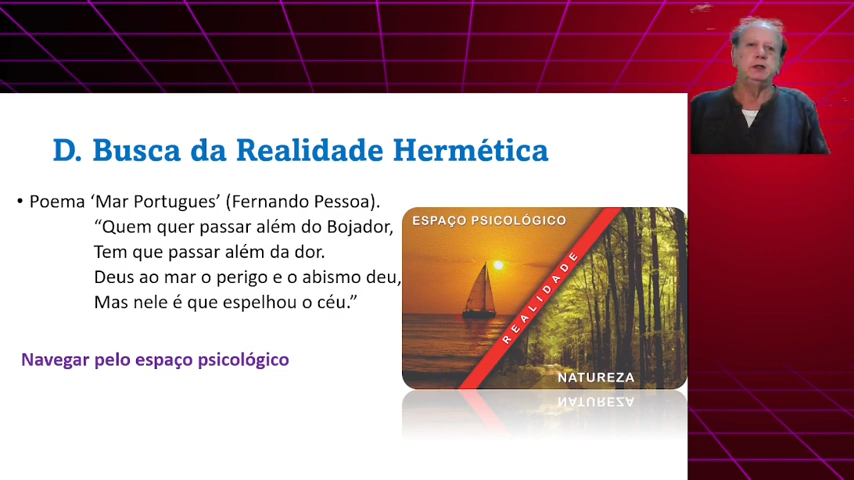 D. Busca da Realidade Hermética
• Poema ‘Mar Portugues’ (Fernando Pessoa).
“Quem quer passar além do Bojador,
Tem que passar além da dor.
Deus ao mar o perigo e o abismo deu,
Mas nele é que espelhou o céu.”
Navegar pelo espaço psicológico
ESPAÇO PSICOLÓGICO
REALIDADE
NATUREZA